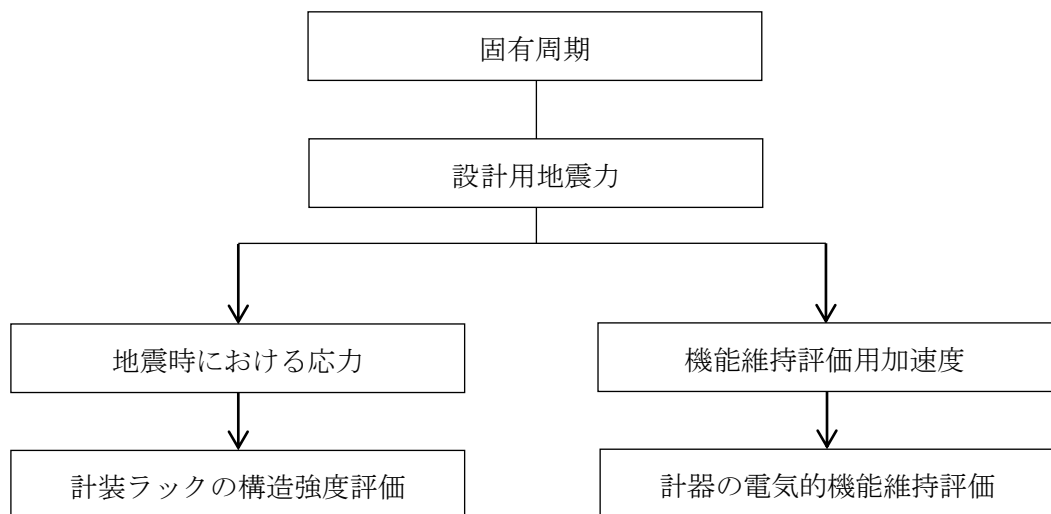 固有周期
設計用地震力
地震時における応力
機能維持評価用加速度
計装ラックの構造強度評価
計器の電気的機能維持評価